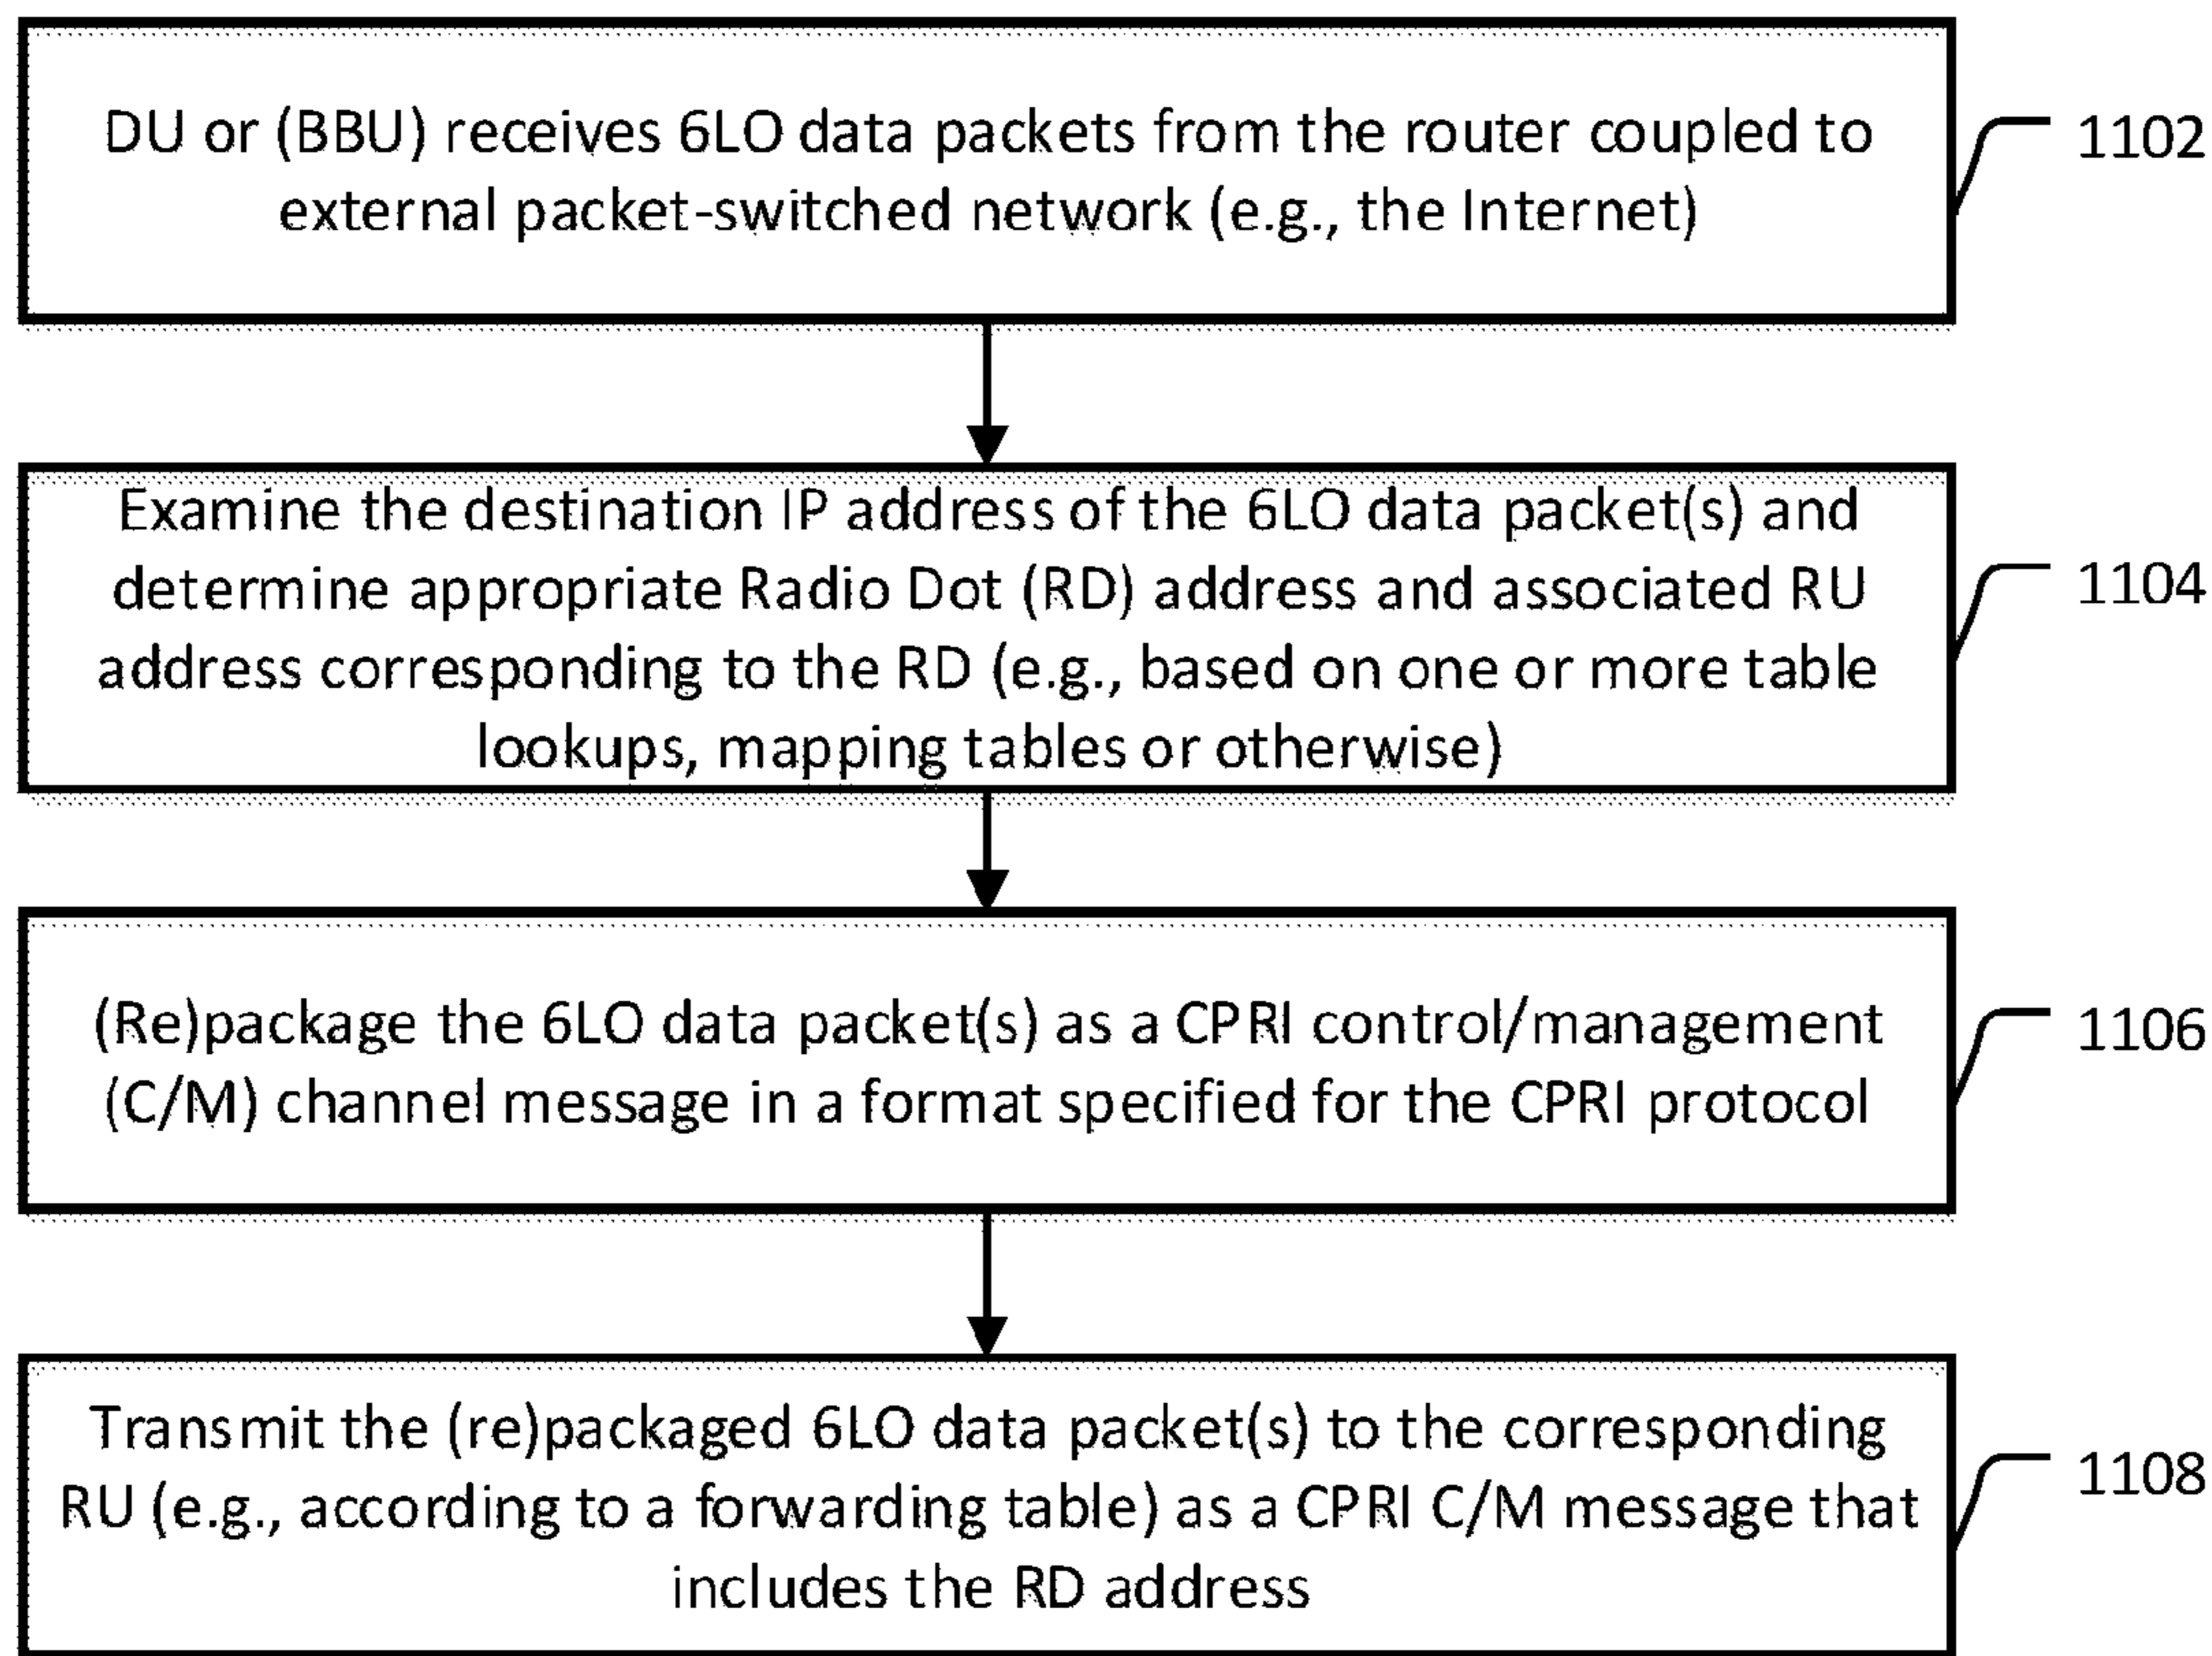 DU or (BBU) receives 6LO data packets from the router coupled to
external packet-switched network (e.g., the Internet)
1102
Examine the destination IP address of the 6LO data packet(s) and
determine appropriate Radio Dot (RD) address and associated RU
address corresponding to the RD (e.g., based on one or more table
lookups, mapping tables or otherwise)
1104
(Re)package the 6LO data packet(s) as a CPRI control/management
(C/M) channel message in a format specified for the CPRI protocol
1106
Transmit the (re)packaged 6LO data packet(s) to the corresponding
RU (e.g., according to a forwarding table) as a CPRI C/M message that
includes the RD address
1108